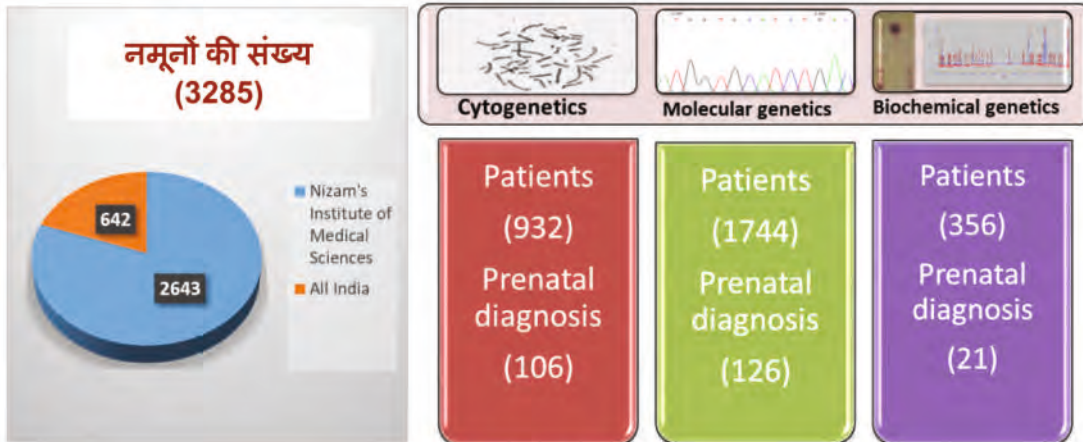 नमूनों की संख्य
(3285)
642
2643
Nizam's
Institute of
Medical
Sciences
All India
Cytogenetics
Molecular genetics
Biochemical genetics
Patients
(932)
Prenatal
diagnosis
(106)
Patients
(1744)
Prenatal
diagnosis
(126)
Patients
(356)
Prenatal
diagnosis
(21)